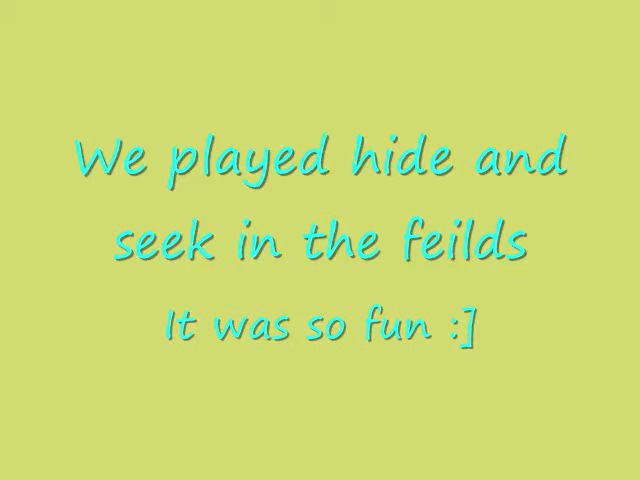 We played hide and
seek in the feilds
It was so fun :]